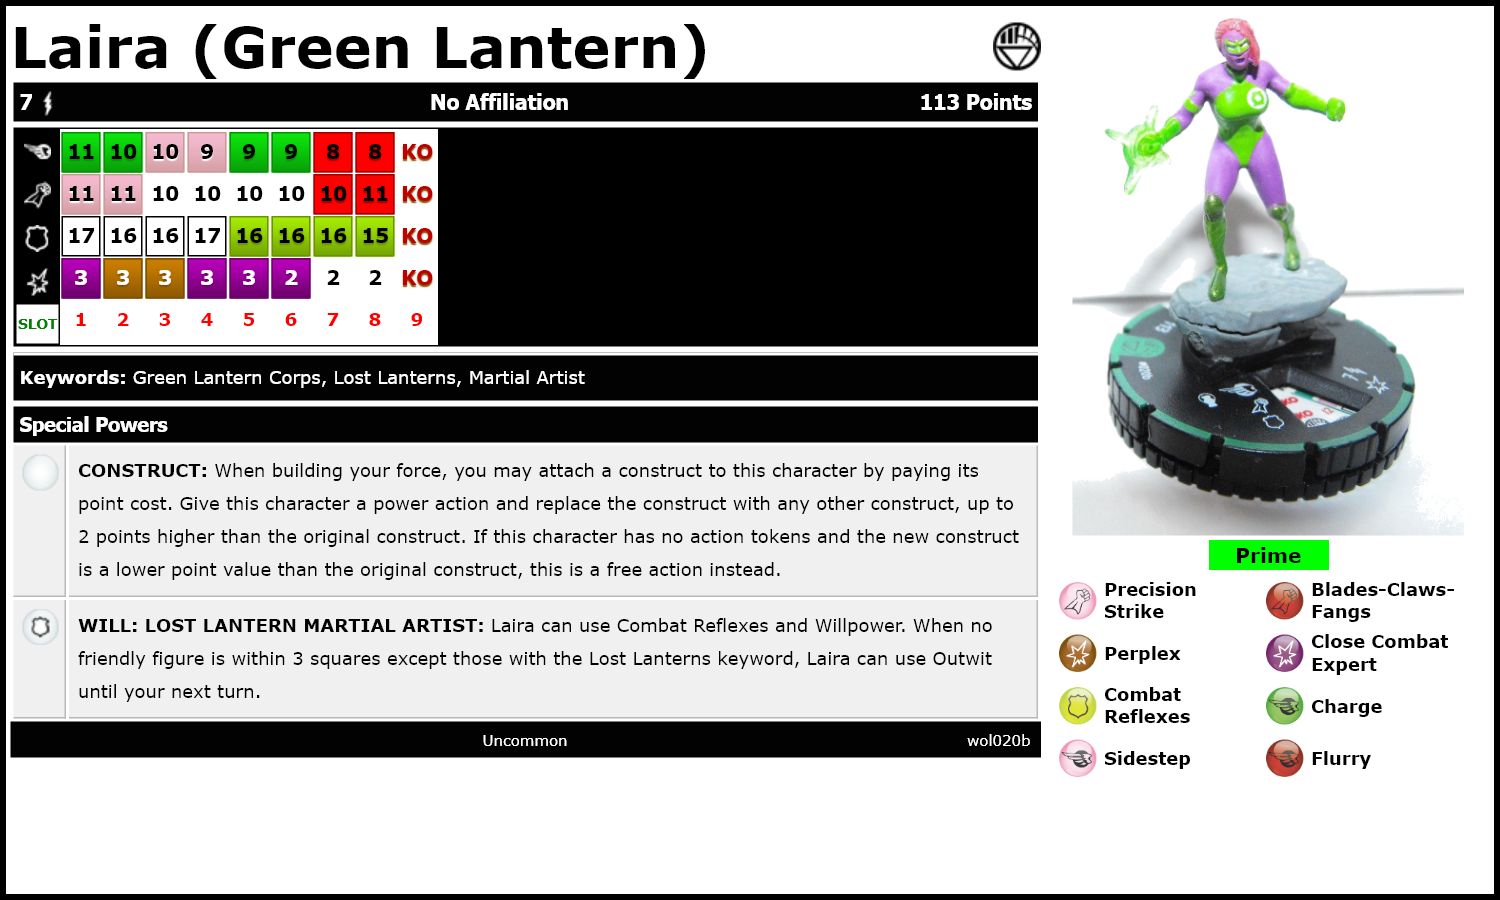 Laira (Green Lantern)
7 No Affiliation 113 Points
11 10 10 9 9 9 8 8 KO
11 11 10 10 10 10 10 11 KO
17 16 16 17 16 16 16 15 KO
3 3 3 3 3 2 2 2 KO
SLOT 1 2 3 4 5 6 7 8 9
Keywords: Green Lantern Corps, Lost Lanterns, Martial Artist
Special Powers
CONSTRUCT: When building your force, you may attach a construct to this character by paying its
point cost. Give this character a power action and replace the construct with any other construct, up to
2 points higher than the original construct. If this character has no action tokens and the new construct
is a lower point value than the original construct, this is a free action instead.
WILL: LOST LANTERN MARTIAL ARTIST: Laira can use Combat Reflexes and Willpower. When no
friendly figure is within 3 squares except those with the Lost Lanterns keyword, Laira can use Outwit
until your next turn.
Uncommon wol020b
KO
KO
Prime
Precision
Strike
Blades-Claws-
Fangs
Perplex
Close Combat
Expert
Combat
Reflexes
Charge
Sidestep
Flurry